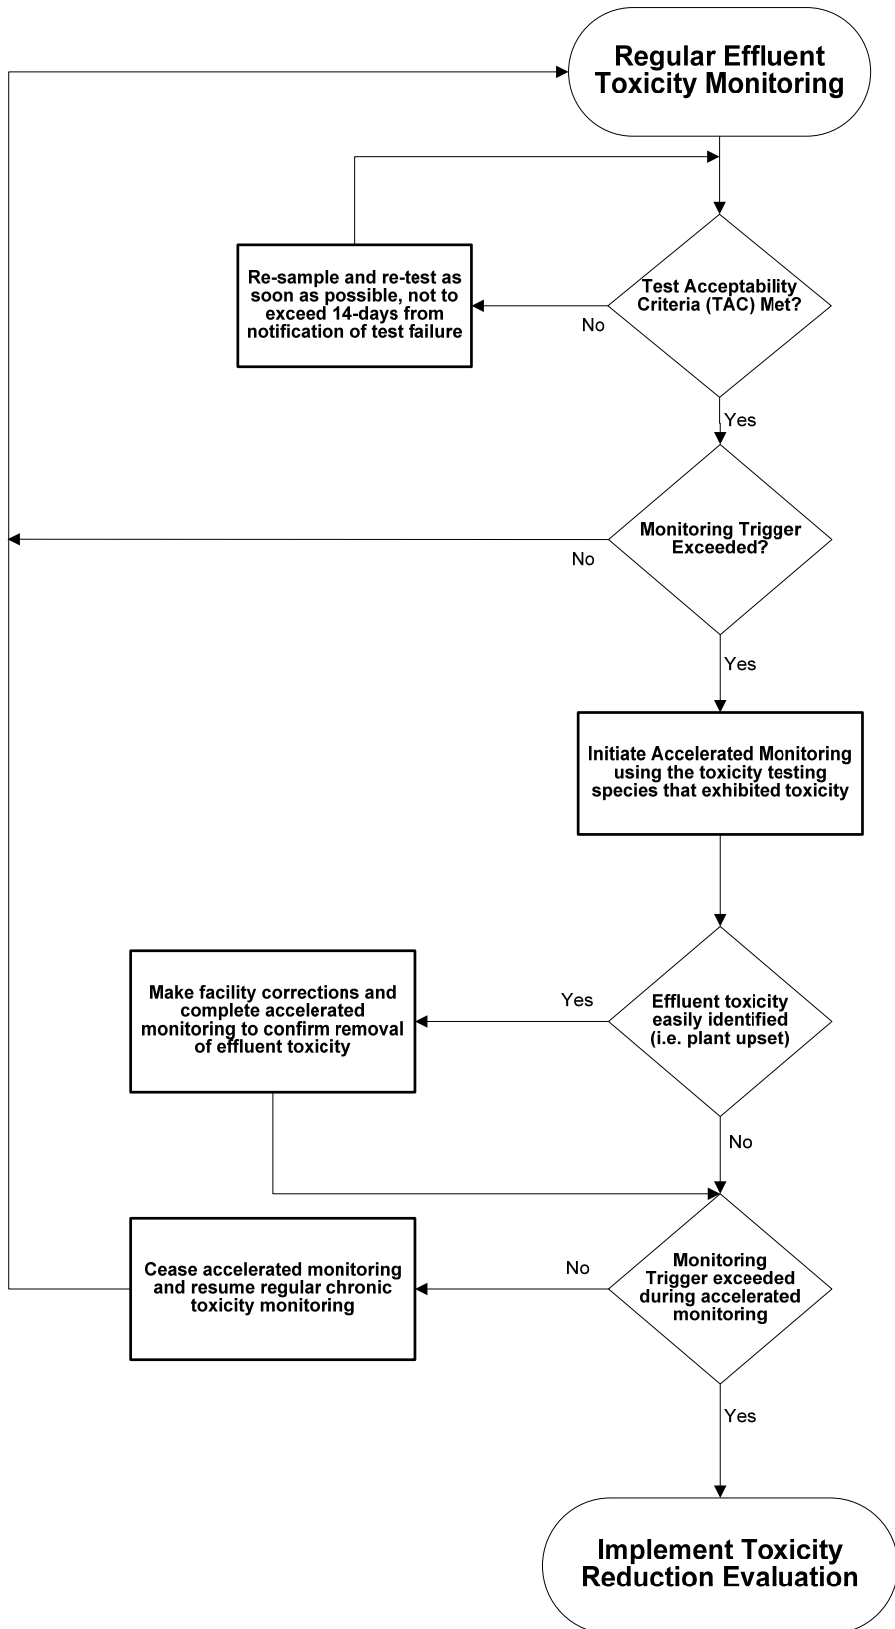 Regular Effluent
Toxicity Monitoring
Re-sample and re-test as
soon as possible, not to
exceed 14-days from
notification of test failure
Test Acceptability
Criteria (TAC) Met?
No
Yes
Monitoring Trigger
Exceeded?
No
Yes
Initiate Accelerated Monitoring
using the toxicity testing
species that exhibited toxicity
Make facility corrections and
complete accelerated
monitoring to confirm removal
of effluent toxicity
Yes
Effluent toxicity
easily identified
(i.e. plant upset)
No
Cease accelerated monitoring
and resume regular chronic
toxicity monitoring
No
Monitoring
Trigger exceeded
during accelerated
monitoring
Yes
Implement Toxicity
Reduction Evaluation